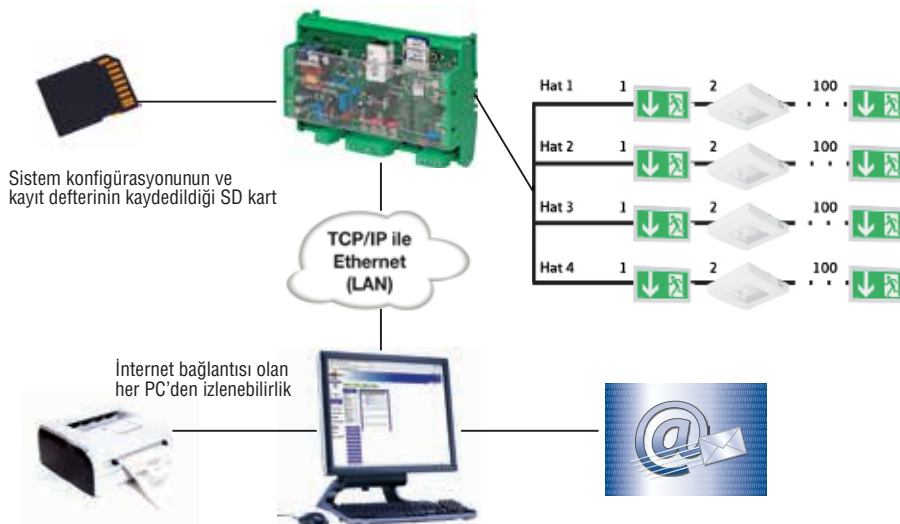 Hat 1 1 2 100
Hat 2 1 2 100
Hat 3 1 2 100
Hat 4 1 2 100
Sistem konfigürasyonunun ve
kayıt defterinin kaydedildiği SD kart
TCP/IP ile
Ethernet
(LAN)
İnternet bağlantısı olan
her PC'den izlenebilirlik
@